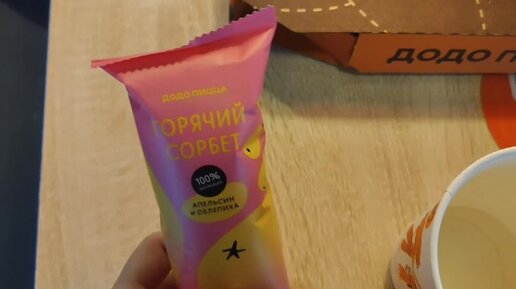 ДОДО ПИЦЦА
ГОРЯЧИЙ
СОРБЕТ
100%
АПЕЛЬСИН
И ОБЛЕПИХА
ДОДО П